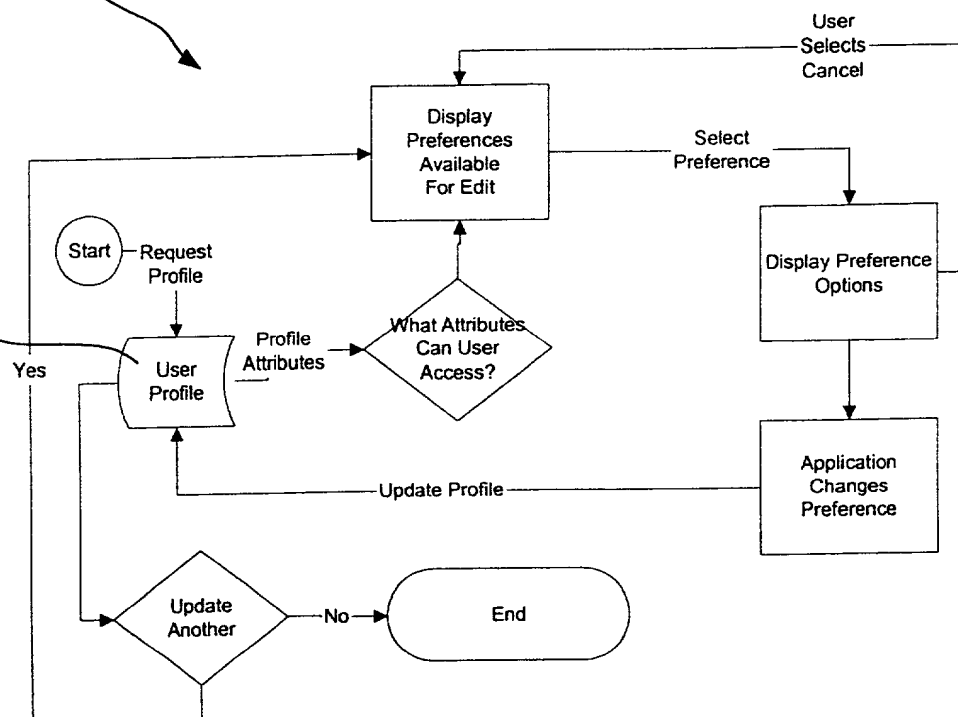 User
Selects
Cancel
Display
Preferences
Available
For Edit
Select
Preference
Start
Request
Profile
Display Preference
Options
What Attributes
Can User
Access?
Profile
Attributes
User
Profile
Yes
Application
Changes
Preference
Update Profile
Update
Another
No
End